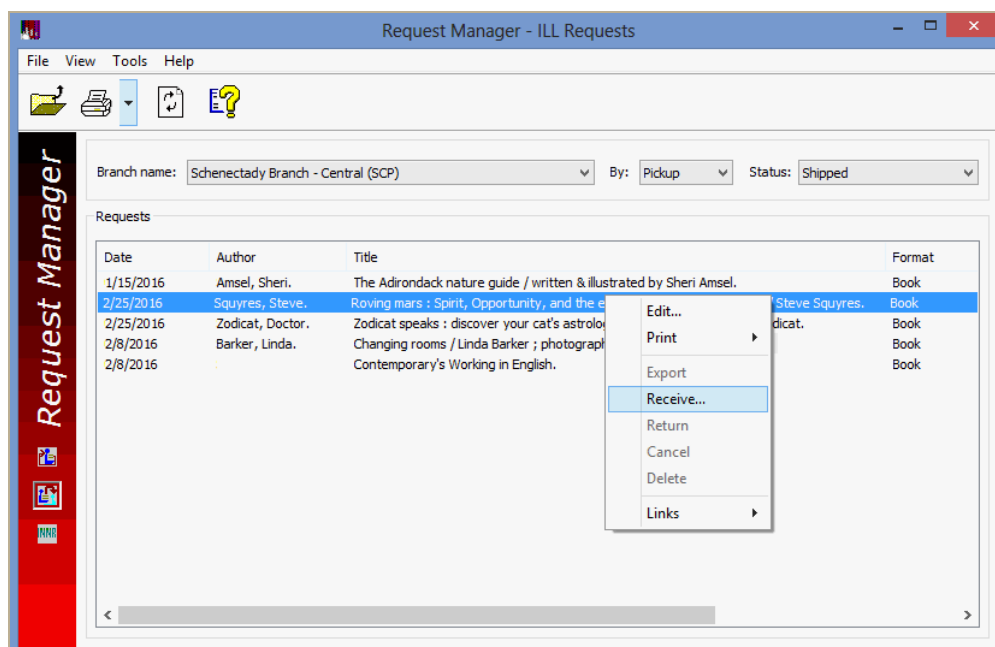 Request Manager - ILL Requests
File View Tools Help
Request Manager
Branch name: Schenectady Branch - Central (SCP) By: Pickup Status: Shipped
Requests
Date Author Title Format
1/15/2016 Amsel, Sheri. The Adirondack nature guide / written & illustrated by Sheri Amsel. Book
2/25/2016 Squyres, Steve. Roving mars : Spirit, Opportunity, and the e Steve Squyres. Book
2/25/2016 Zodicat, Doctor. Zodicat speaks : discover your cat's astrolo dicat. Book
2/8/2016 Barker, Linda. Changing rooms / Linda Barker ; photograph Book
2/8/2016 Contemporary's Working in English. Book
Edit...
Print
Export
Receive...
Return
Cancel
Delete
Links
INNR